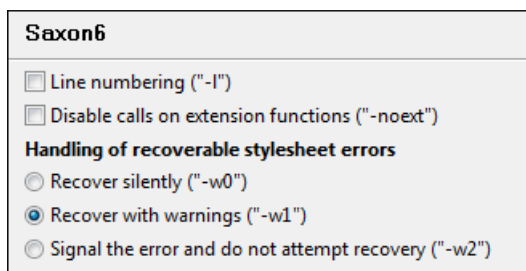 Saxon6
Line numbering ("-l")
Disable calls on extension functions ("-noext")
Handling of recoverable stylesheet errors
Recover silently ("-w0")
Recover with warnings ("-w1")
Signal the error and do not attempt recovery ("-w2")